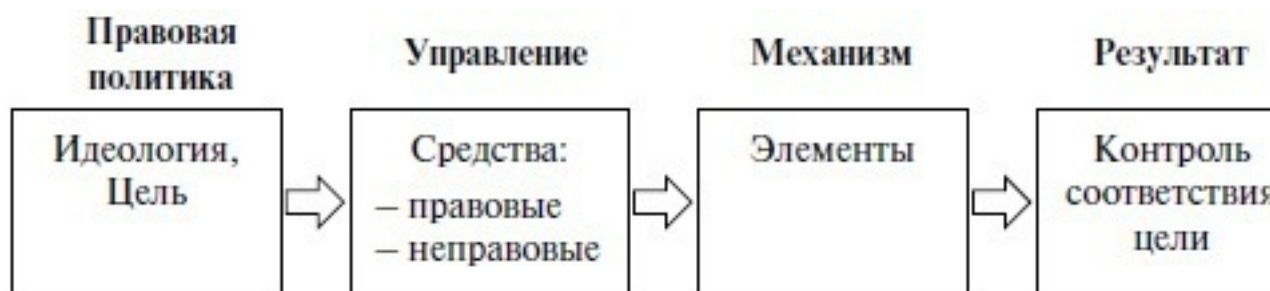 Правовая
политика
Идеология,
Цель
Управление
Средства:
– правовые
– неправовые
Механизм
Элементы
Результат
Контроль
соответствия
цели